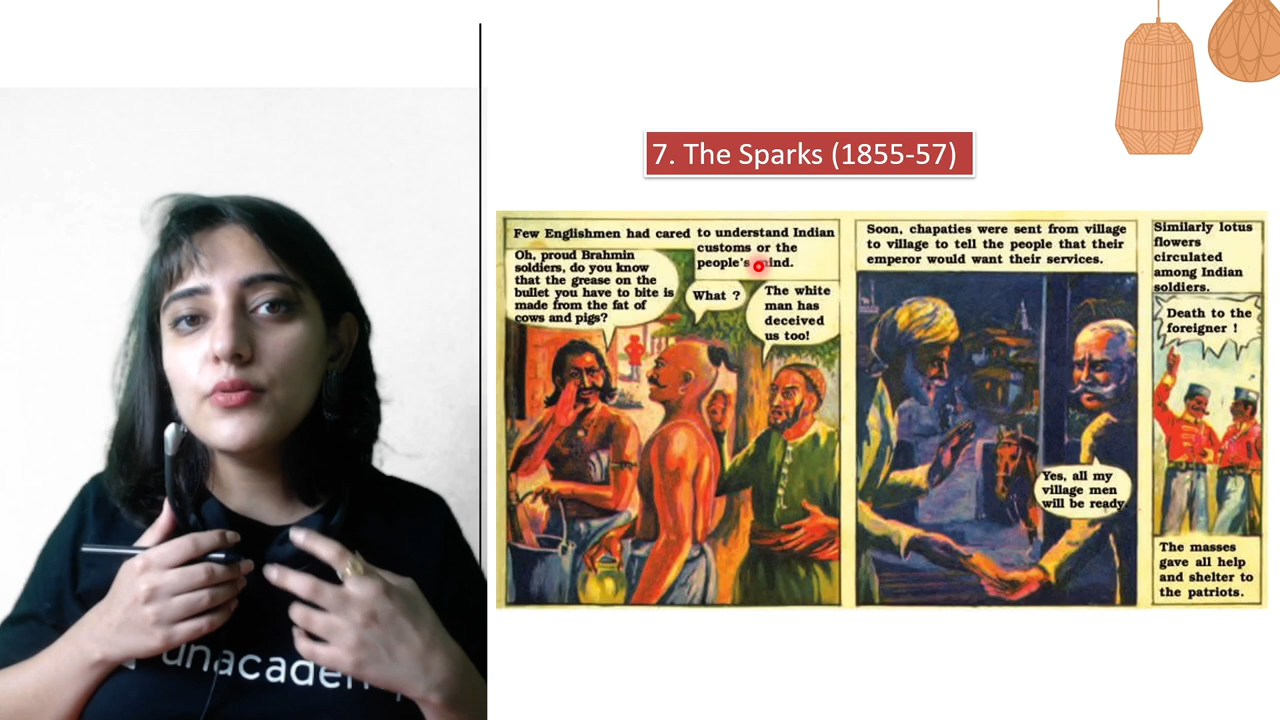 7. The Sparks (1855-57)
Few Englishmen had cared to understand Indian
customs or the
people's mind.
Oh, proud Brahmin
soldiers, do you know
that the grease on the
bullet you have to bite is
made from the fat of
cows and pigs?
What ?
The white
man has
deceived
us too!
Soon, chapaties were sent from village
to village to tell the people that their
emperor would want their services.
Yes, all my
village men
will be ready.
Similarly lotus
flowers
circulated
among Indian
soldiers.
Death to the
foreigner !
The masses
gave all help
and shelter to
the patriots.